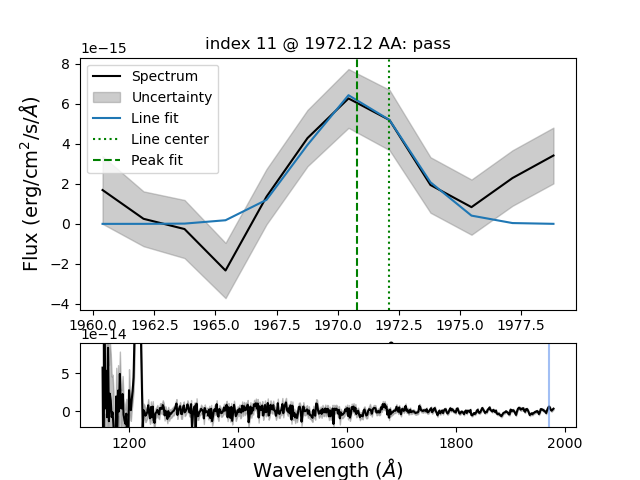 index 11 @ 1972.12 AA: pass
1e−15
Spectrum
Uncertainty
Line fit
Line center
Peak fit
Flux (erg/cm²/s/Å)
8
6
4
2
0
−2
−4
1960.0 1962.5 1965.0 1967.5 1970.0 1972.5 1975.0 1977.5
1e−14
5
0
1200 1400 1600 1800 2000
Wavelength (Å)